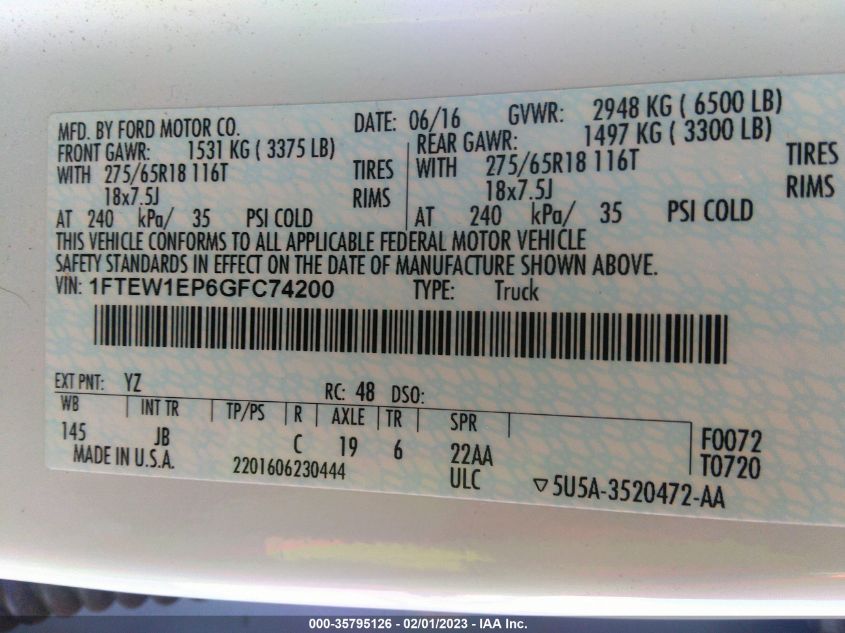 MFD. BY FORD MOTOR CO. DATE: 06/16 GVWR: 2948 KG ( 6500 LB)
FRONT GAWR: 1531 KG ( 3375 LB) REAR GAWR: 1497 KG ( 3300 LB)
WITH 275/65R18 116T TIRES WITH 275/65R18 116T TIRES
18x7.5J RIMS 18x7.5J RIMS
AT 240 kPa/ 35 PSI COLD AT 240 kPa/ 35 PSI COLD
THIS VEHICLE CONFORMS TO ALL APPLICABLE FEDERAL MOTOR VEHICLE
SAFETY STANDARDS IN EFFECT ON THE DATE OF MANUFACTURE SHOWN ABOVE.
VIN: 1FTEW1EP6GFC74200 TYPE: Truck
EXT PNT: YZ RC: 48 DSO:
WB INT TR TP/PS R AXLE TR SPR
145 JB C 19 6 22AA F0072
MADE IN U.S.A. 2201606230444 ULC T0720
▽5U5A-3520472-AA
000-35795126 - 02/01/2023 - IAA Inc.